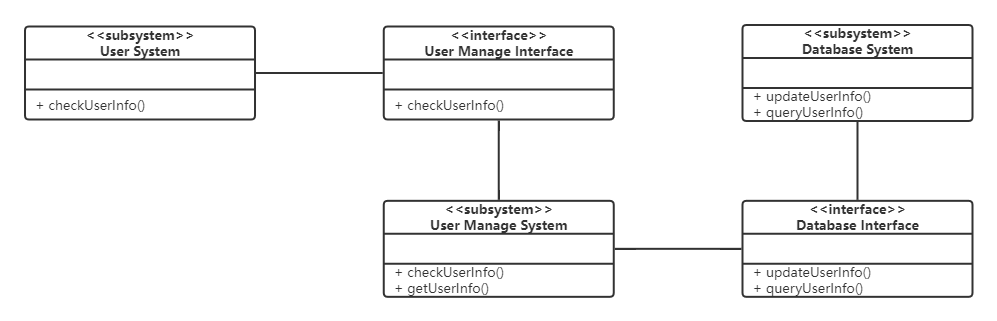 <<subsystem>>
User System
+ checkUserInfo()
<<interface>>
User Manage Interface
+ checkUserInfo()
<<subsystem>>
Database System
+ updateUserInfo()
+ queryUserInfo()
<<subsystem>>
User Manage System
+ checkUserInfo()
+ getUserInfo()
<<interface>>
Database Interface
+ updateUserInfo()
+ queryUserInfo()